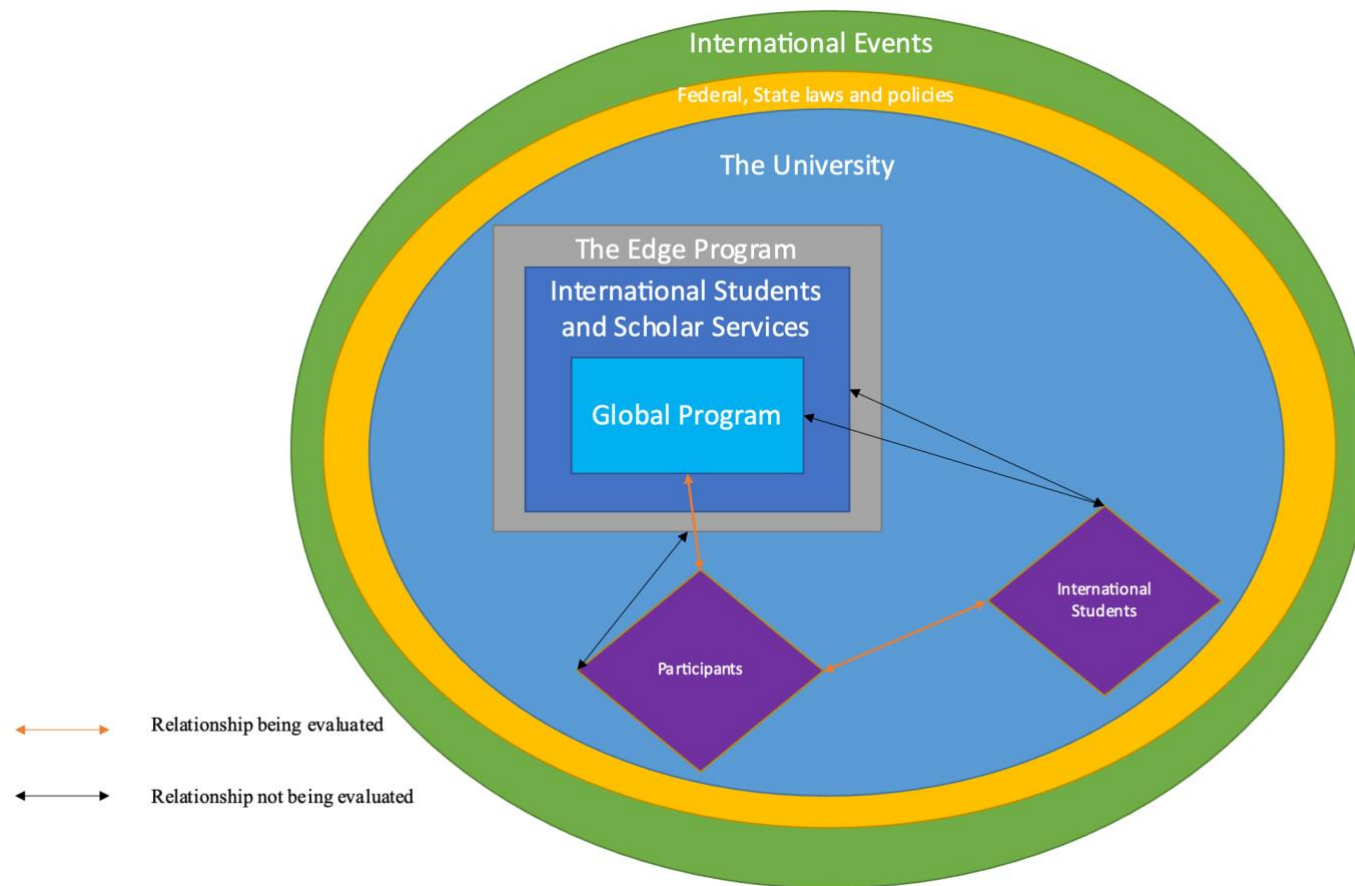 International Events
Federal, State laws and policies
The University
The Edge Program
International Students
and Scholar Services
Global Program
International
Students
Participants
Relationship being evaluated
Relationship not being evaluated